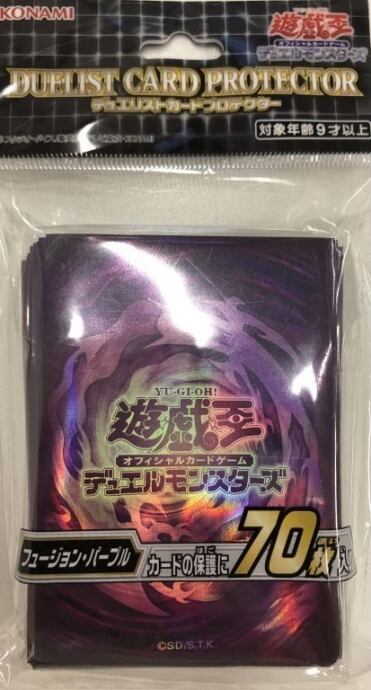 KONAMI
遊戯王
オフィシャルカードゲーム
デュエルモンスターズ
DUELIST CARD PROTECTOR
デュエリストカードプロテクター
対象年齢9才以上
YU-GI-OH!
遊戯王
オフィシャルカードゲーム
デュエルモンスターズ
フュージョン・パープル
カードの保護に70枚入
©SD/S,T,K